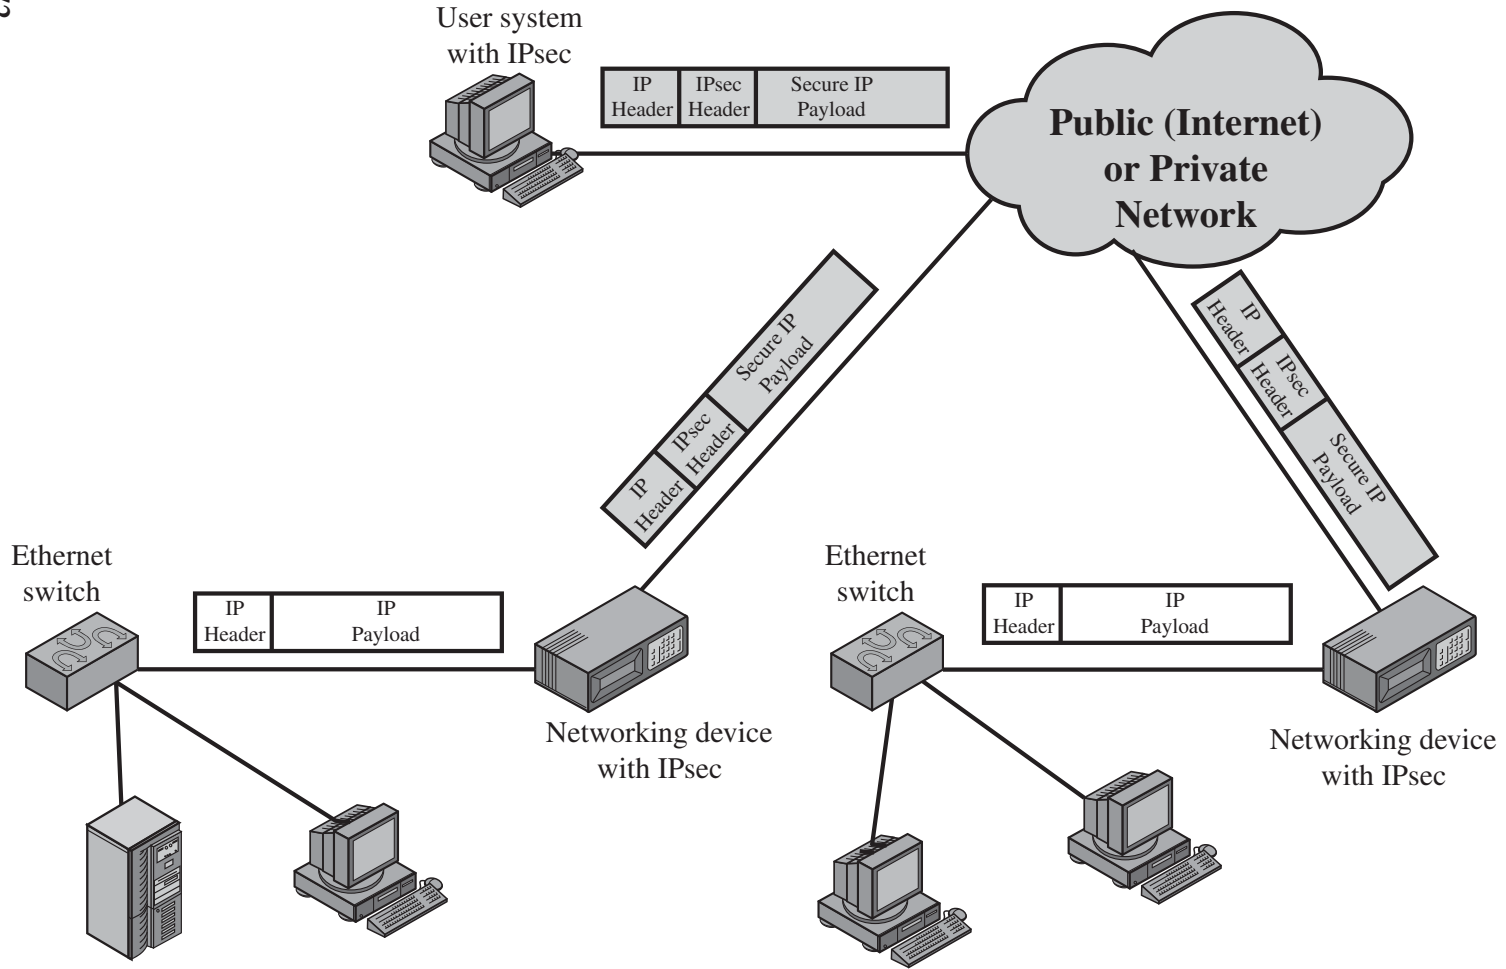 User system
with IPsec
IP
Header
IPsec
Header
Secure IP
Payload
Public (Internet)
or Private
Network
IP
Header
IPsec
Header
Secure IP
Payload
IP
Header
IPsec
Header
Secure IP
Payload
Ethernet
switch
IP
Header
IP
Payload
Networking device
with IPsec
Ethernet
switch
IP
Header
IP
Payload
Networking device
with IPsec